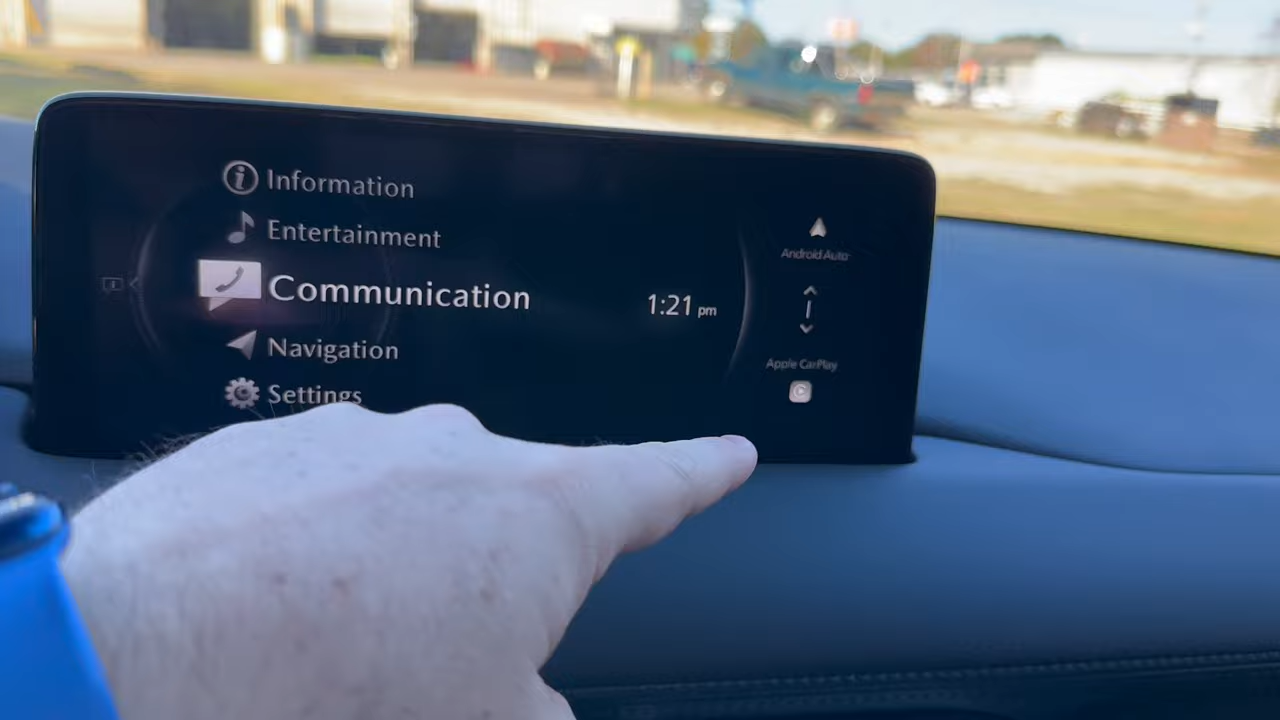 Information
Entertainment
Communication
1:21 pm
Navigation
Settings
Android Auto
Apple CarPlay